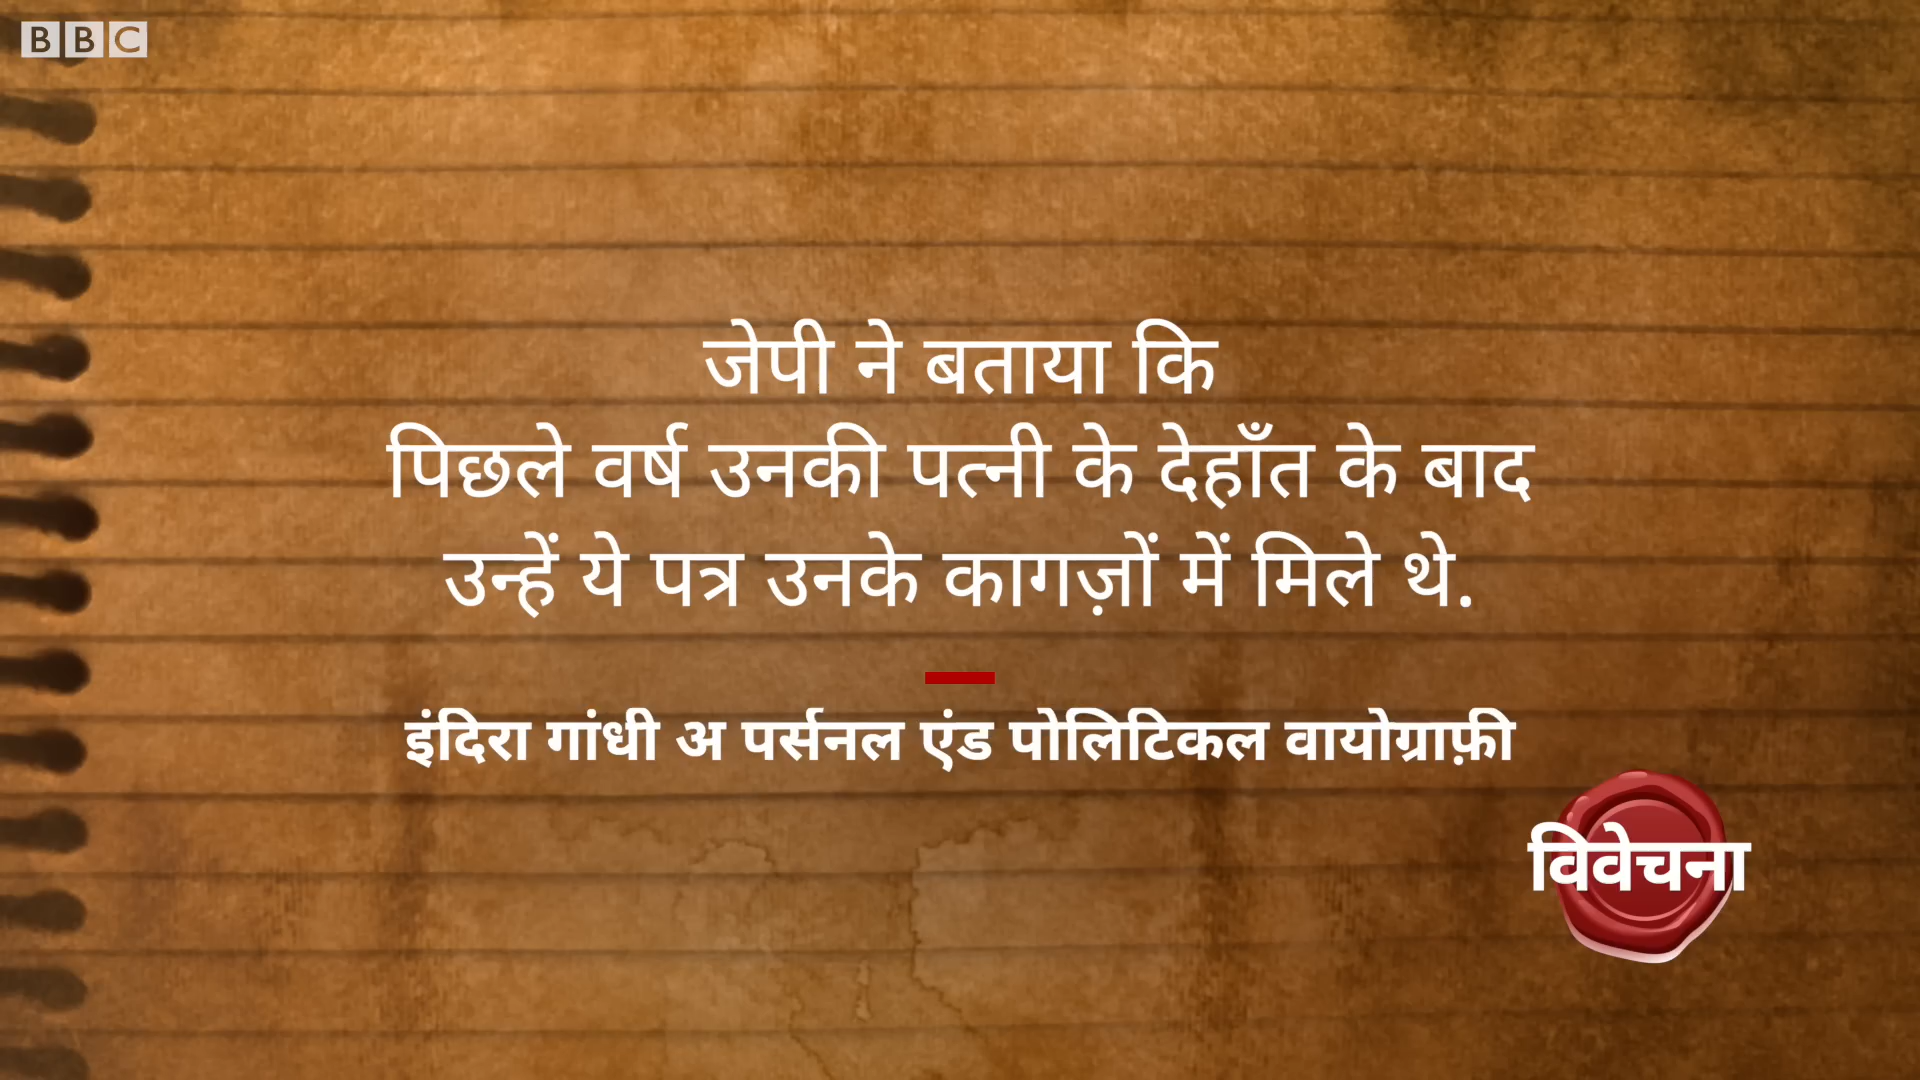 BBC
जेपी ने बताया कि
पिछले वर्ष उनकी पत्नी के देहाँत के बाद
उन्हें ये पत्र उनके कागज़ों में मिले थे.
इंदिरा गांधी अ पर्सनल एंड पोलिटिकल वायोग्राफ़ी
विवेचना